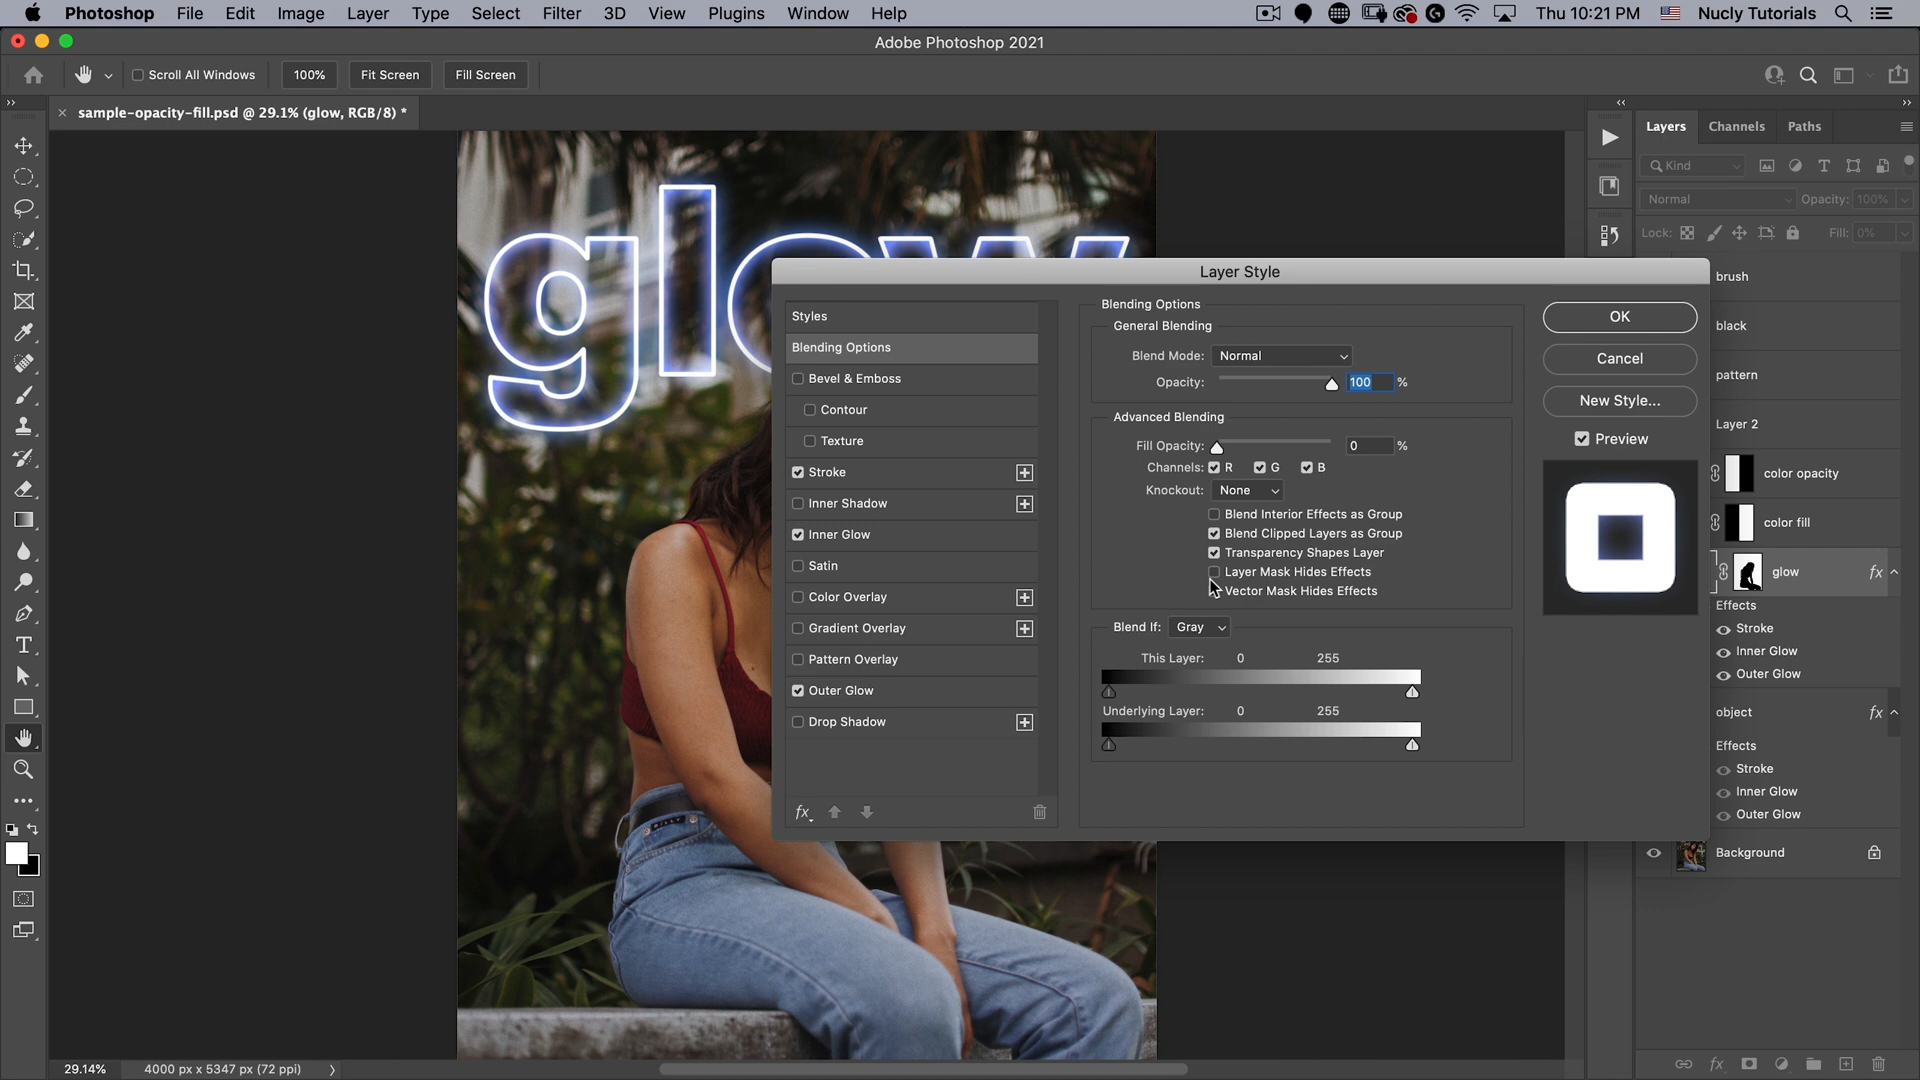 Photoshop File Edit Image Layer Type Select Filter 3D View Plugins Window Help Thu 10:21 PM Nucly Tutorials
Adobe Photoshop 2021
Scroll All Windows 100% Fit Screen Fill Screen
sample-opacity-fill.psd @ 29.1% (glow, RGB/8) *
glow
Layer Style
Styles
Blending Options
Bevel & Emboss
Contour
Texture
Stroke
Inner Shadow
Inner Glow
Satin
Color Overlay
Gradient Overlay
Pattern Overlay
Outer Glow
Drop Shadow
fx
Blending Options
General Blending
Blend Mode: Normal
Opacity: 100 %
Advanced Blending
Fill Opacity: 0 %
Channels: R G B
Knockout: None
Blend Interior Effects as Group
Blend Clipped Layers as Group
Transparency Shapes Layer
Layer Mask Hides Effects
Vector Mask Hides Effects
Blend If: Gray
This Layer: 0 255
Underlying Layer: 0 255
OK
Cancel
New Style...
Preview
Layers Channels Paths
Kind
Normal Opacity: 100%
Lock: Fill: 0%
brush
black
pattern
Layer 2
color opacity
color fill
glow fx
Effects
Stroke
Inner Glow
Outer Glow
object fx
Effects
Stroke
Inner Glow
Outer Glow
Background
fx
29.14% 4000 px x 5347 px (72 ppi)